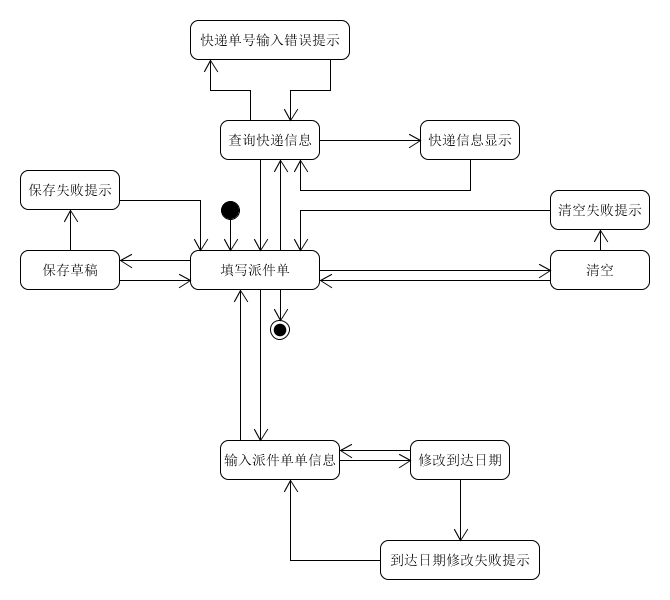 快递单号输入错误提示
查询快递信息
快递信息显示
保存失败提示
清空失败提示
保存草稿
填写派件单
清空
输入派件单单信息
修改到达日期
到达日期修改失败提示